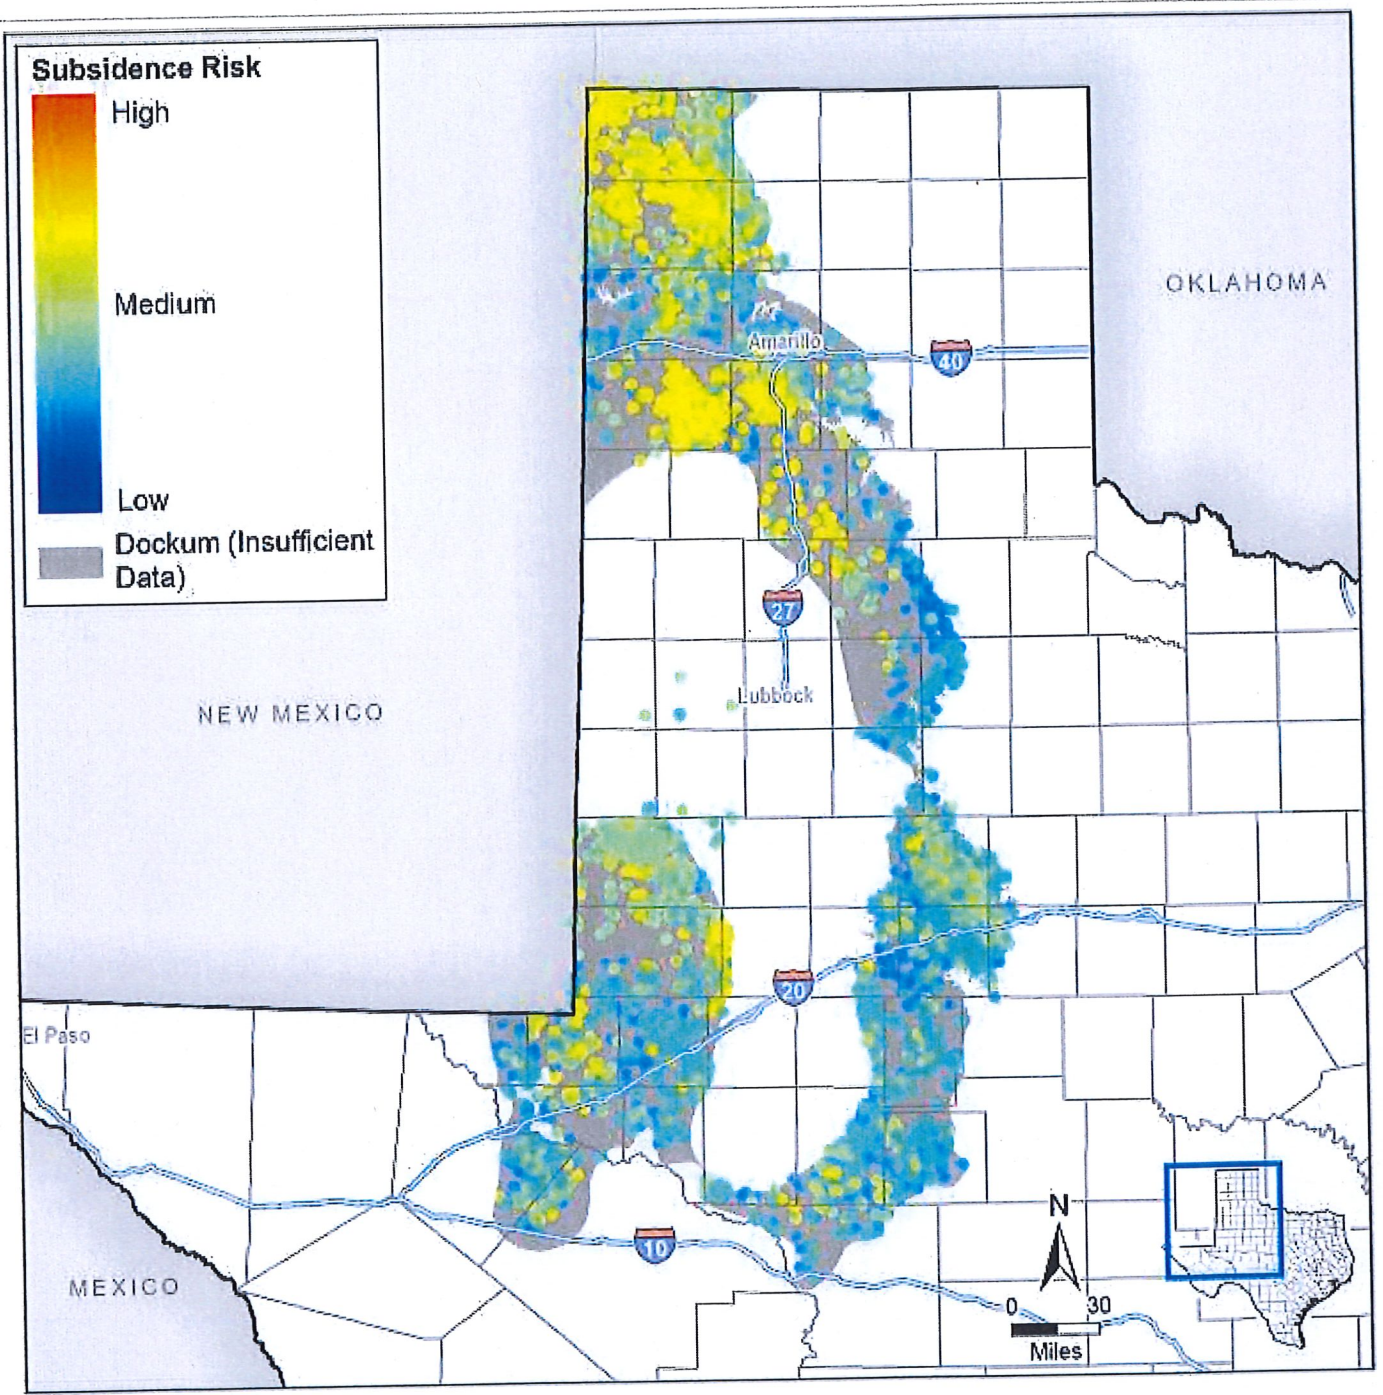 Subsidence Risk
High
Medium
Low
Dockum (Insufficient
Data)
OKLAHOMA
Amarillo
40
27
Lubbock
NEW MEXICO
20
El Paso
10
MEXICO
N
0 30
Miles